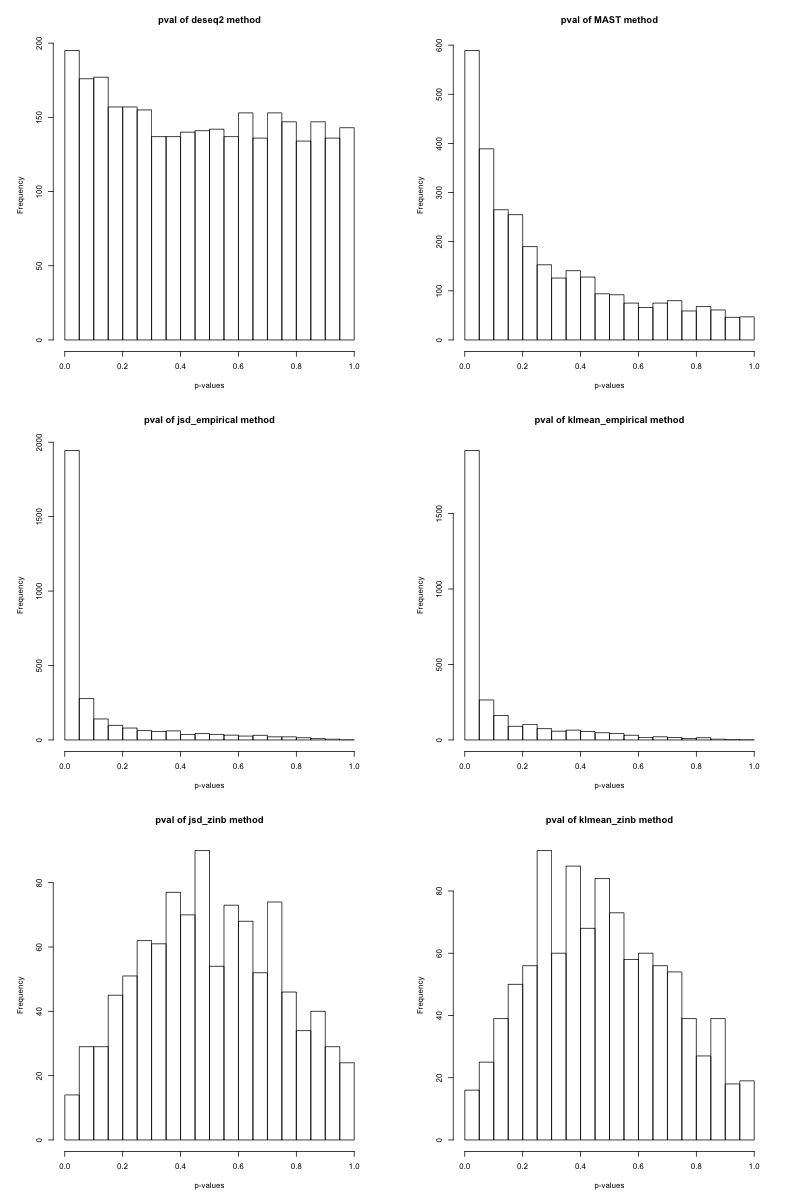 pval of deseq2 method
Frequency
0 50 100 150 200
0.0 0.2 0.4 0.6 0.8 1.0
p-values
pval of MAST method
Frequency
0 100 200 300 400 500 600
0.0 0.2 0.4 0.6 0.8 1.0
p-values
pval of jsd_empirical method
Frequency
0 500 1000 1500 2000
0.0 0.2 0.4 0.6 0.8 1.0
p-values
pval of klmean_empirical method
Frequency
0 500 1000 1500
0.0 0.2 0.4 0.6 0.8 1.0
p-values
pval of jsd_zinb method
Frequency
0 20 40 60 80
0.0 0.2 0.4 0.6 0.8 1.0
p-values
pval of klmean_zinb method
Frequency
0 20 40 60 80
0.0 0.2 0.4 0.6 0.8 1.0
p-values